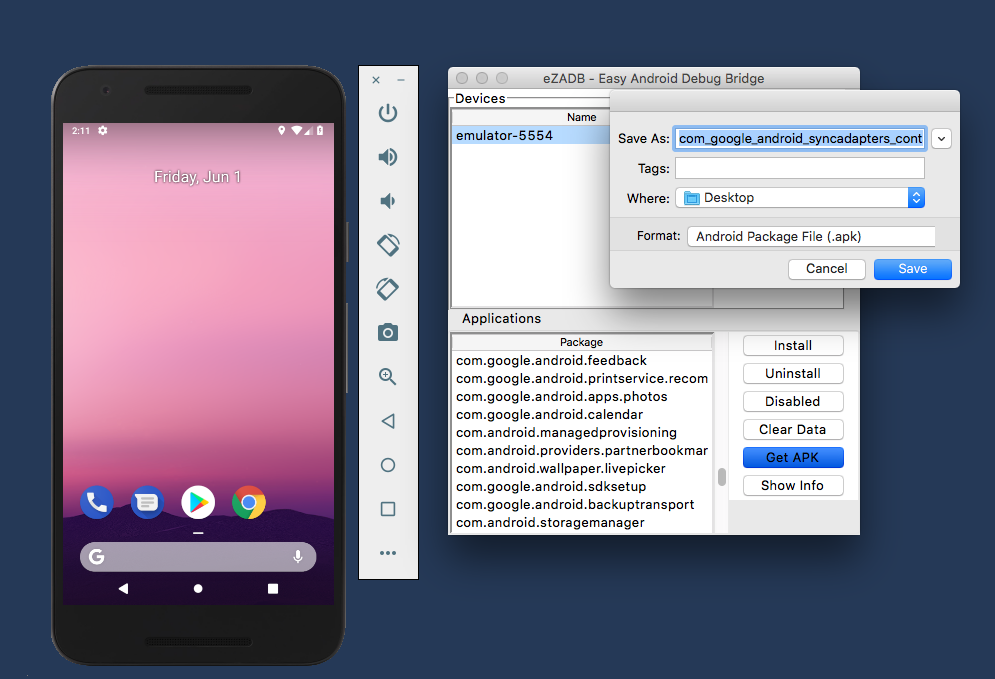 2:11
Friday, Jun 1
G
eZADB - Easy Android Debug Bridge
Devices
Name
emulator-5554
Save As: com_google_android_syncadapters_cont
Tags:
Where: Desktop
Format: Android Package File (.apk)
Cancel Save
Applications
Package
com.google.android.feedback
com.google.android.printservice.recom
com.google.android.apps.photos
com.google.android.calendar
com.android.managedprovisioning
com.android.providers.partnerbookmar
com.android.wallpaper.livepicker
com.google.android.sdksetup
com.google.android.backuptransport
com.android.storagemanager
Install
Uninstall
Disabled
Clear Data
Get APK
Show Info